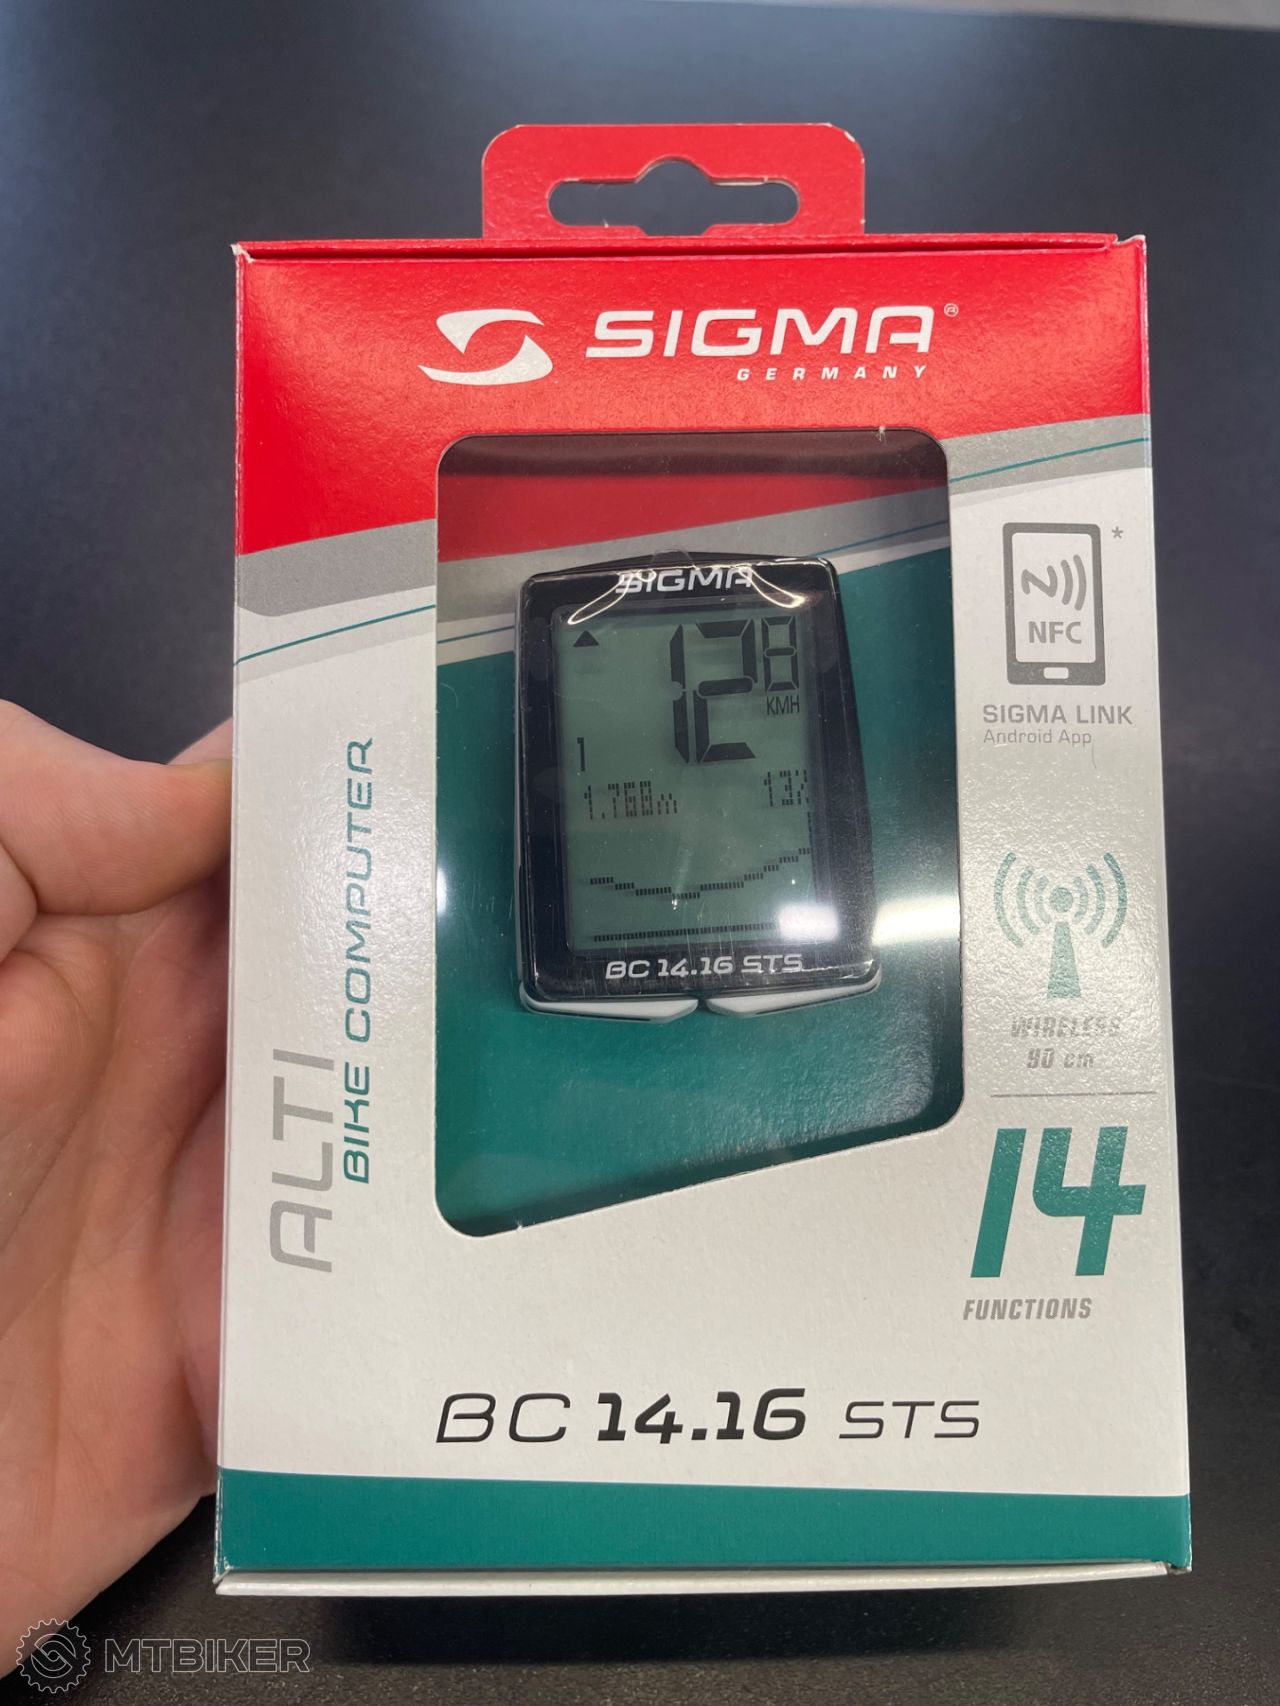 SIGMA®
GERMANY
SIGMA
12 8
KMH
1
1.768m 13%
BC 14.16 STS
*
NFC
SIGMA LINK
Android App
WIRELESS
90 cm
14
FUNCTIONS
ALTI
BIKE COMPUTER
BC 14.16 STS
MTBIKER